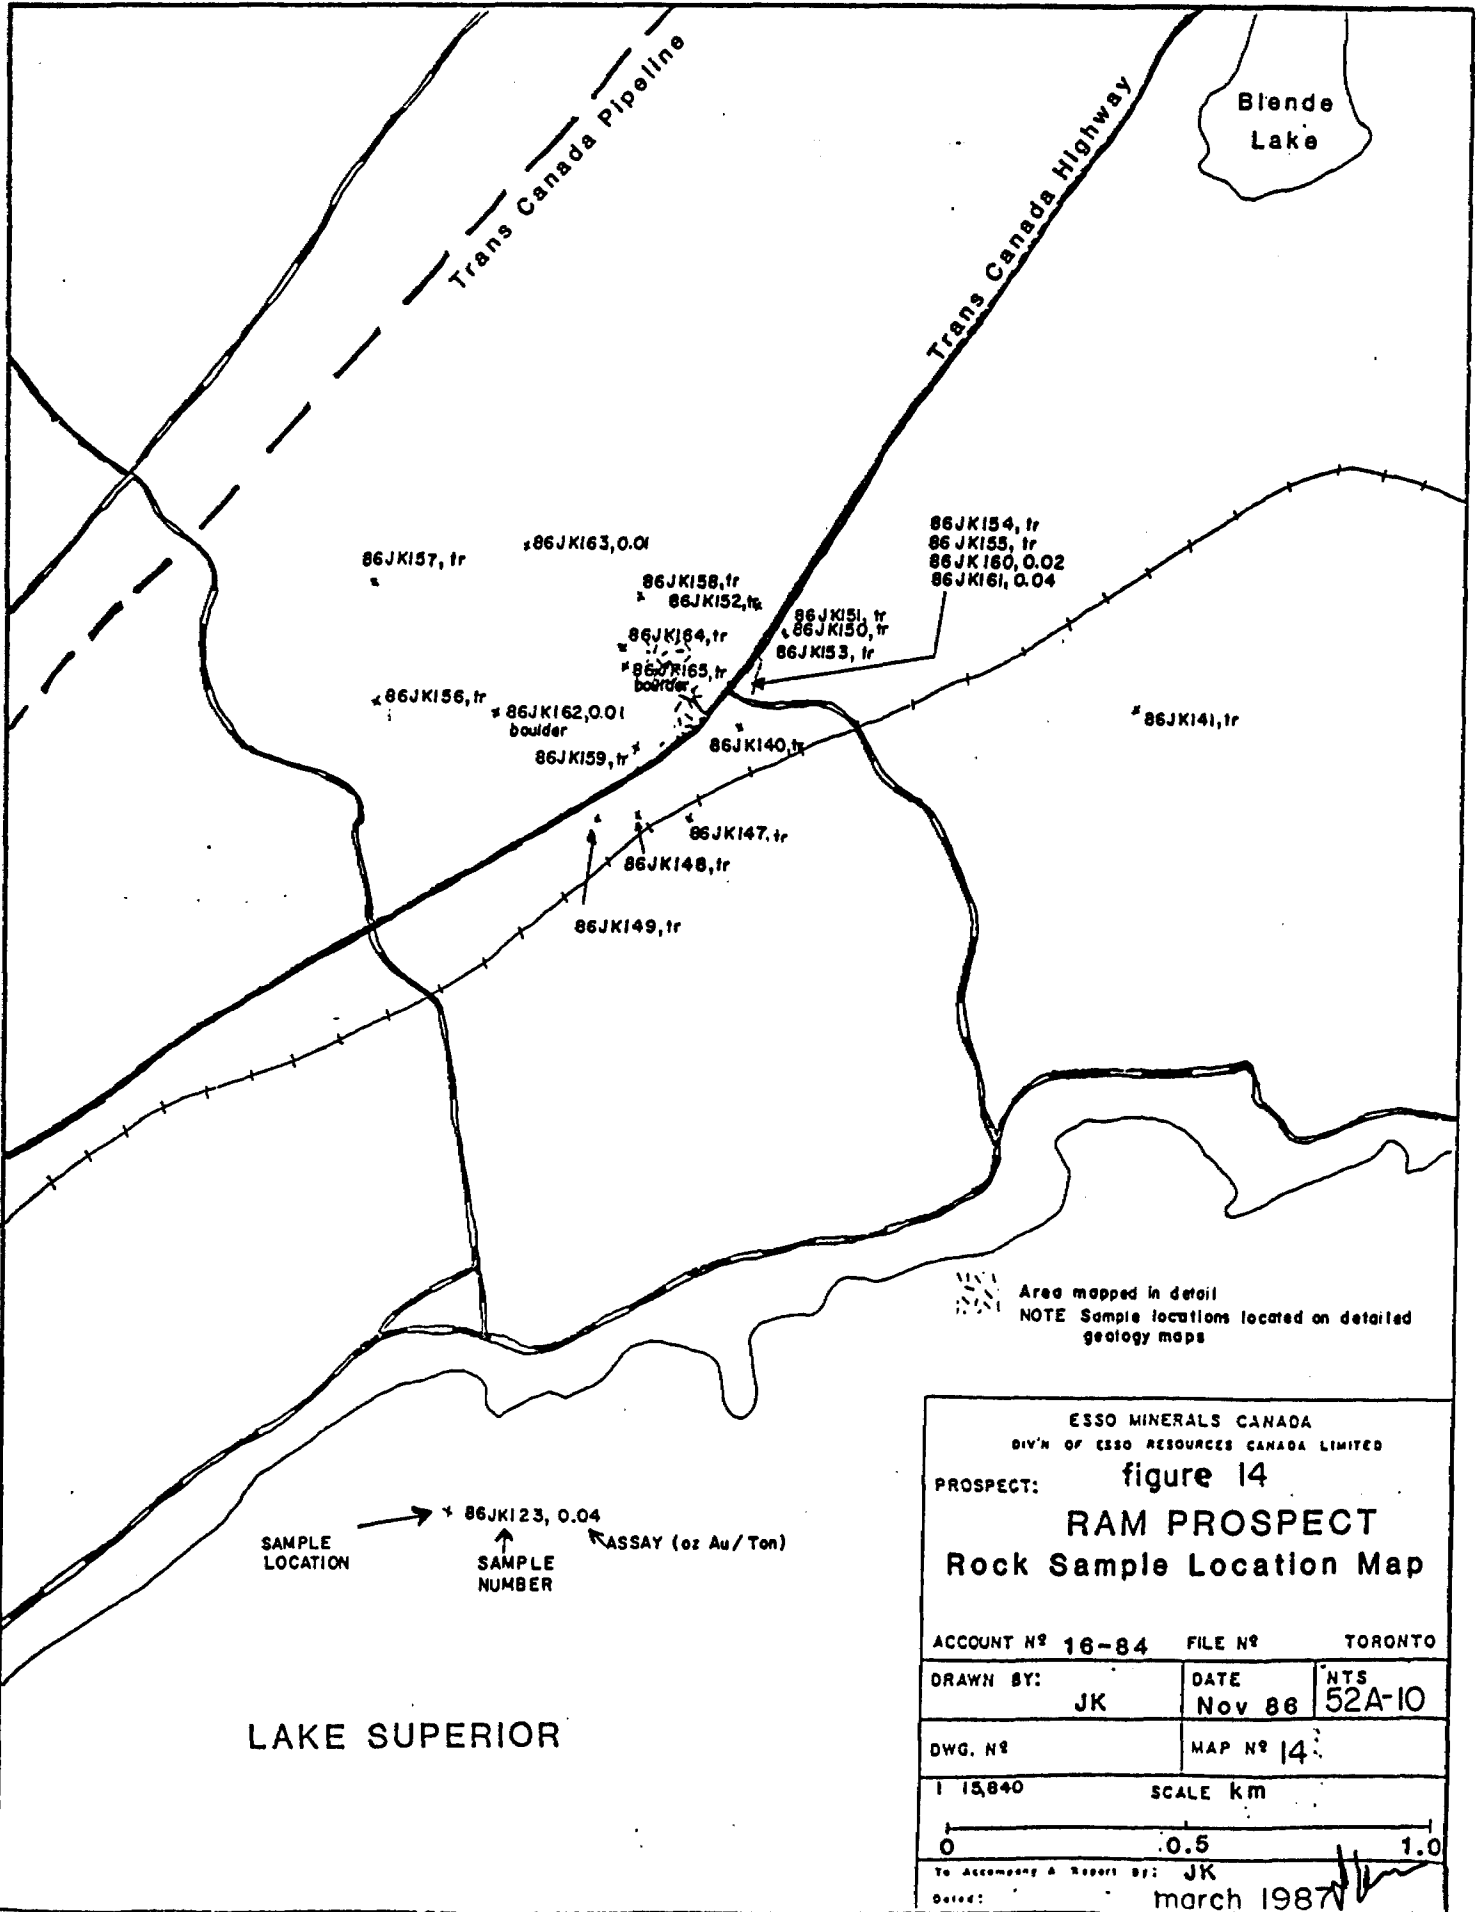 Trans Canada Pipeline
Trans Canada Highway
Blende
Lake
86JK154, tr
86JK155, tr
86JK160, 0.02
86JK161, 0.04
86JK163, 0.01
86JK157, tr
86JK158, tr
86JK152, tr
86JK151, tr
86JK150, tr
86JK164, tr
86JK153, tr
86JK165, tr
boulder
86JK156, tr
86JK162, 0.01
boulder
86JK141, tr
86JK159, tr
86JK140, tr
86JK147, tr
86JK148, tr
86JK149, tr
Area mapped in detail
NOTE Sample locations located on detailed
geology maps
86JK123, 0.04
SAMPLE
LOCATION
SAMPLE
NUMBER
ASSAY (oz Au/Ton)
LAKE SUPERIOR
ESSO MINERALS CANADA
DIV'N OF ESSO RESOURCES CANADA LIMITED
PROSPECT: figure 14
RAM PROSPECT
Rock Sample Location Map
ACCOUNT Nº 16-84 FILE Nº TORONTO
DRAWN BY: JK DATE Nov 86 NTS 52A-10
DWG. Nº MAP Nº 14
1 15,840 SCALE km
0 0.5 1.0
To Accompany A Report By: JK
Dated: march 1987